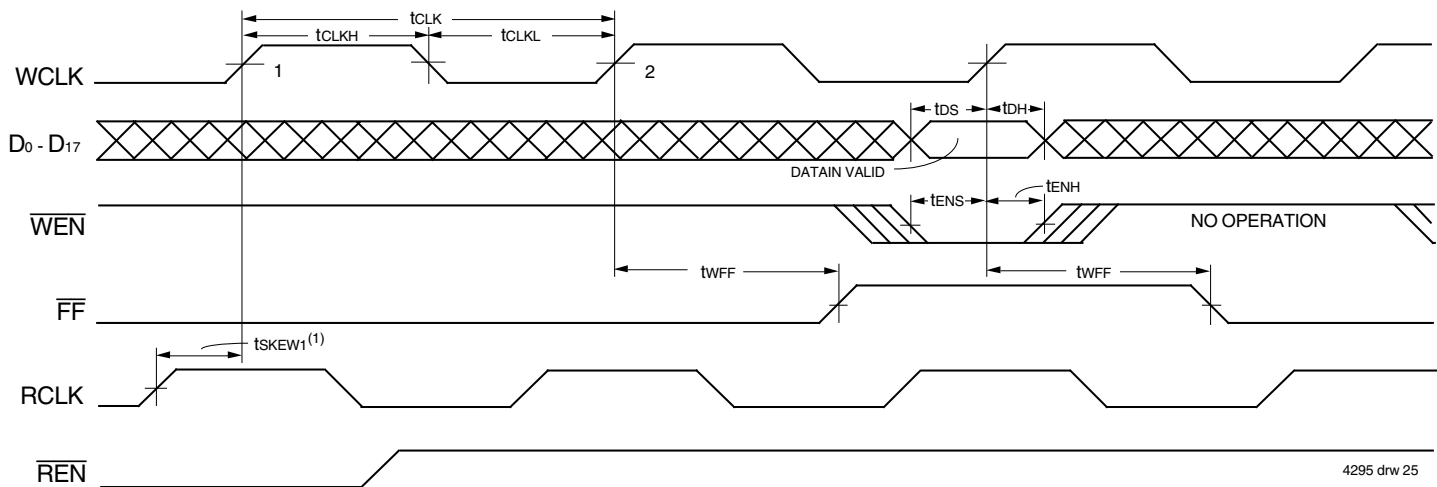 tCLK
tCLKH
tCLKL
WCLK
1
2
tDS
tDH
D0 - D17
DATAIN VALID
tENS
tENH
WEN
NO OPERATION
tWFF
tWFF
FF
tSKEW1(1)
RCLK
REN
4295 drw 25